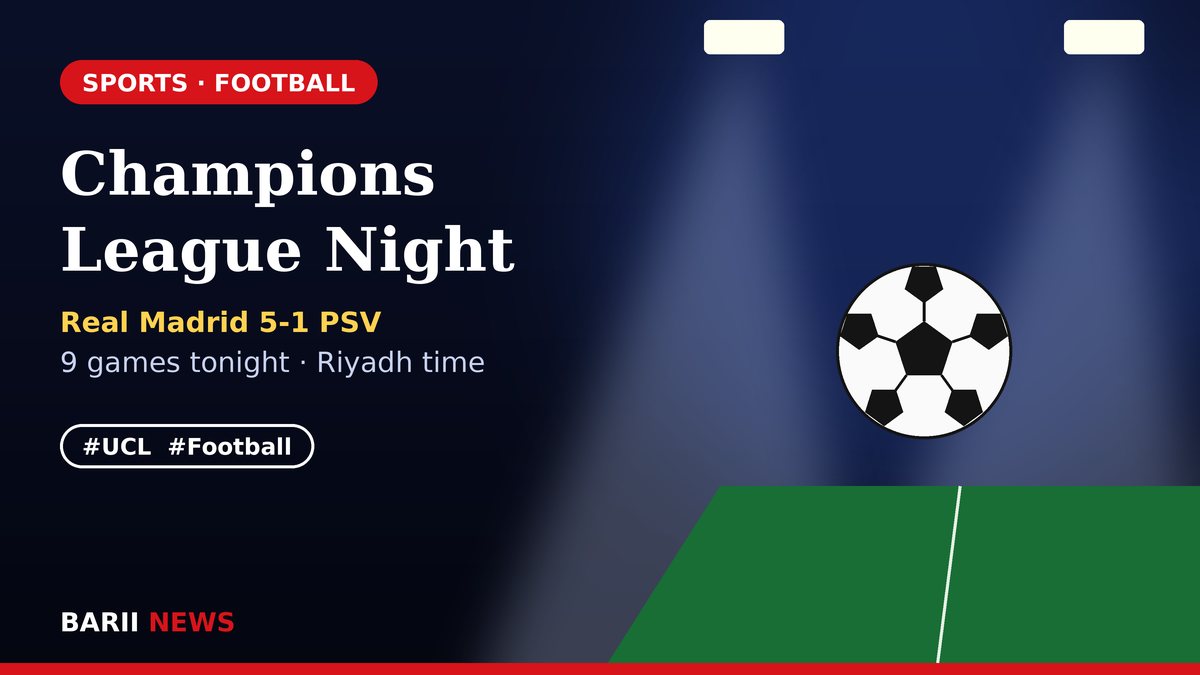 SPORTS · FOOTBALL
Champions
League Night
Real Madrid 5-1 PSV
9 games tonight · Riyadh time
#UCL #Football
BARII NEWS